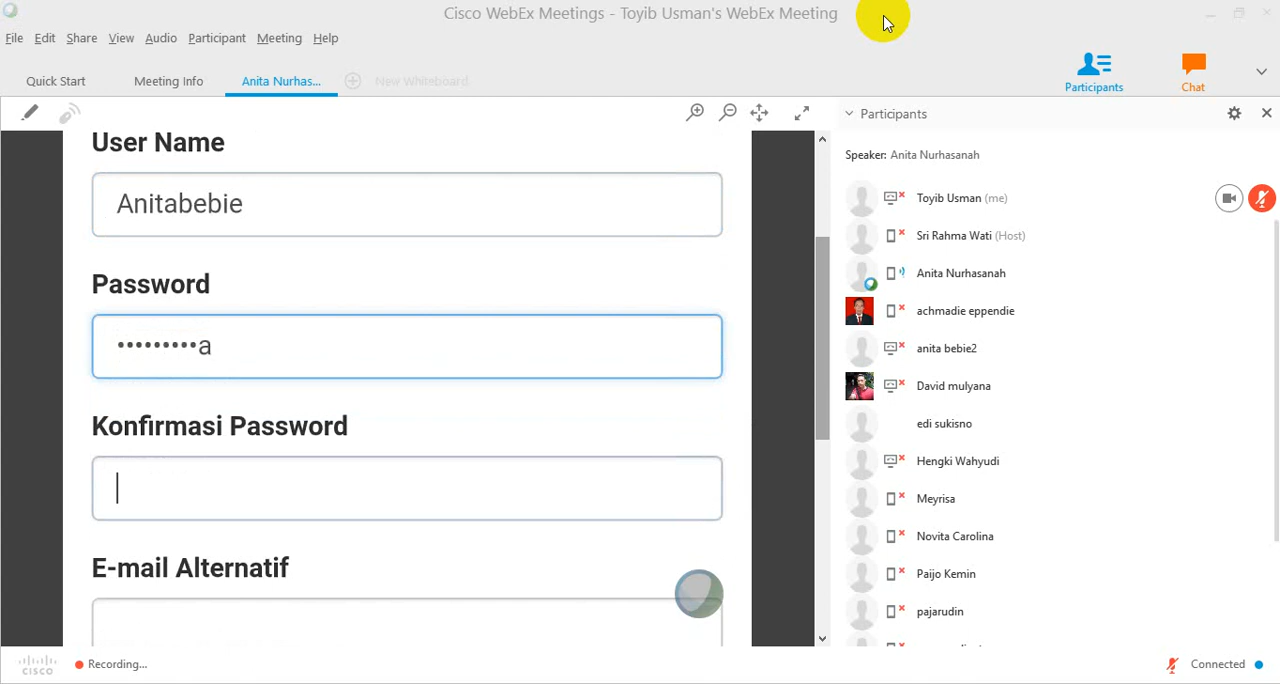 Cisco WebEx Meetings - Toyib Usman's WebEx Meeting
File Edit Share View Audio Participant Meeting Help
Quick Start Meeting Info Anita Nurhas... New Whiteboard
Participants Chat
Participants
Speaker: Anita Nurhasanah
Toyib Usman (me)
Sri Rahma Wati (Host)
Anita Nurhasanah
achmadie eppendie
anita bebie2
David mulyana
edi sukisno
Hengki Wahyudi
Meyrisa
Novita Carolina
Paijo Kemin
pajarudin
User Name
Anitabebie
Password
•••••••••a
Konfirmasi Password
E-mail Alternatif
cisco
Recording...
Connected